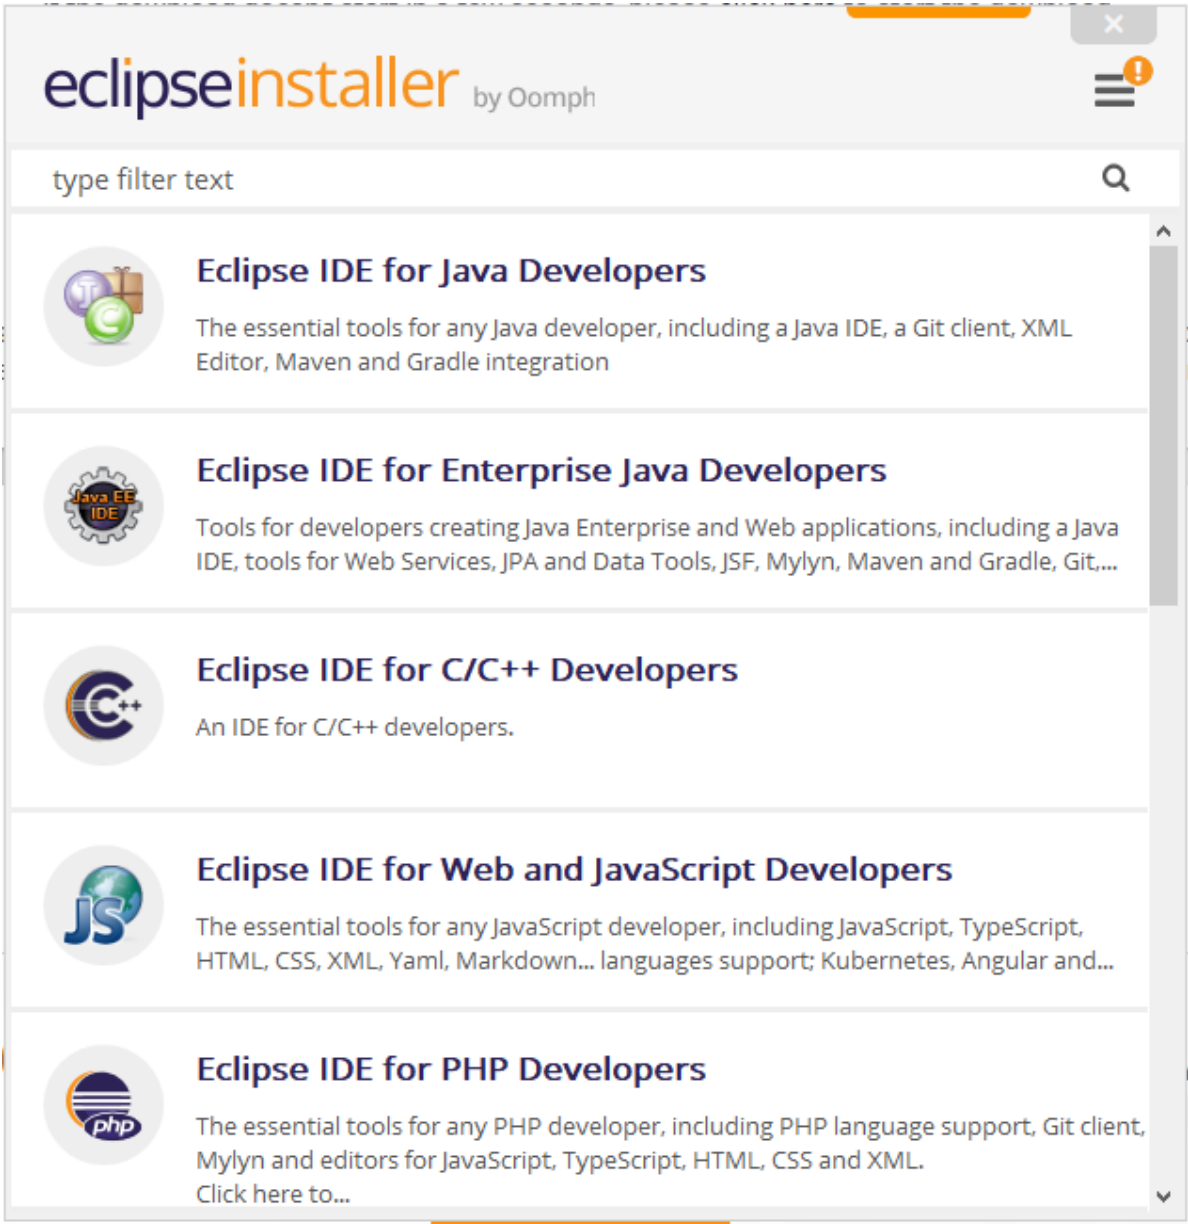 eclipseinstaller by Oomph
type filter text
Eclipse IDE for Java Developers
The essential tools for any Java developer, including a Java IDE, a Git client, XML
Editor, Maven and Gradle integration
Java EE
IDE
Eclipse IDE for Enterprise Java Developers
Tools for developers creating Java Enterprise and Web applications, including a Java
IDE, tools for Web Services, JPA and Data Tools, JSF, Mylyn, Maven and Gradle, Git,...
C++
Eclipse IDE for C/C++ Developers
An IDE for C/C++ developers.
JS
Eclipse IDE for Web and JavaScript Developers
The essential tools for any JavaScript developer, including JavaScript, TypeScript,
HTML, CSS, XML, Yaml, Markdown... languages support; Kubernetes, Angular and...
php
Eclipse IDE for PHP Developers
The essential tools for any PHP developer, including PHP language support, Git client,
Mylyn and editors for JavaScript, TypeScript, HTML, CSS and XML.
Click here to...